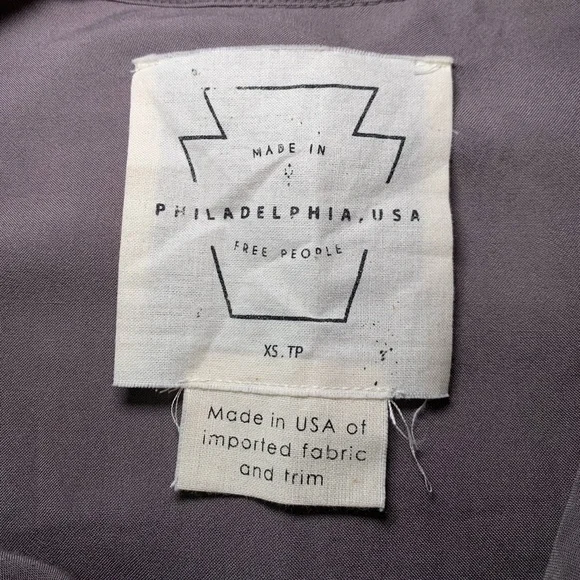 MADE IN
PHILADELPHIA, USA
FREE PEOPLE
XS.TP
Made in USA of
imported fabric
and trim